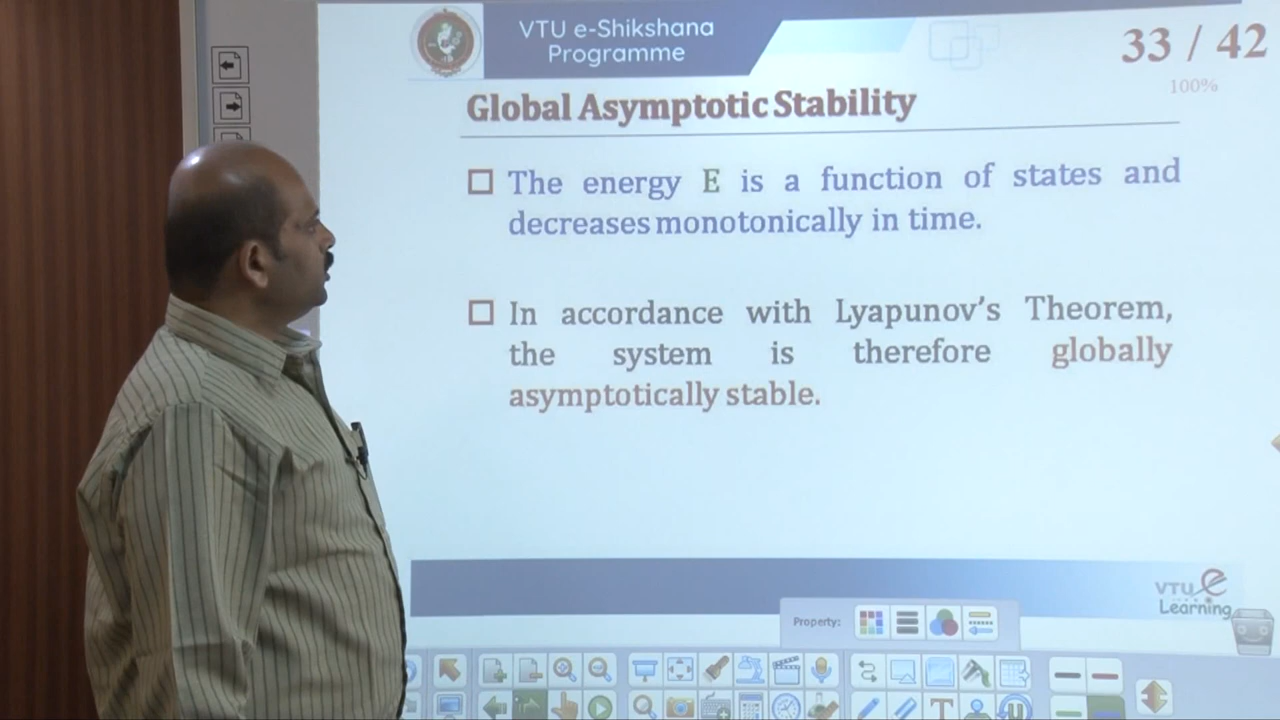 VTU e-Shikshana
Programme
33 / 42
100%
Global Asymptotic Stability
The energy E is a function of states and
decreases monotonically in time.
In accordance with Lyapunov's Theorem,
the system is therefore globally
asymptotically stable.
VTU e
Learning
Property: